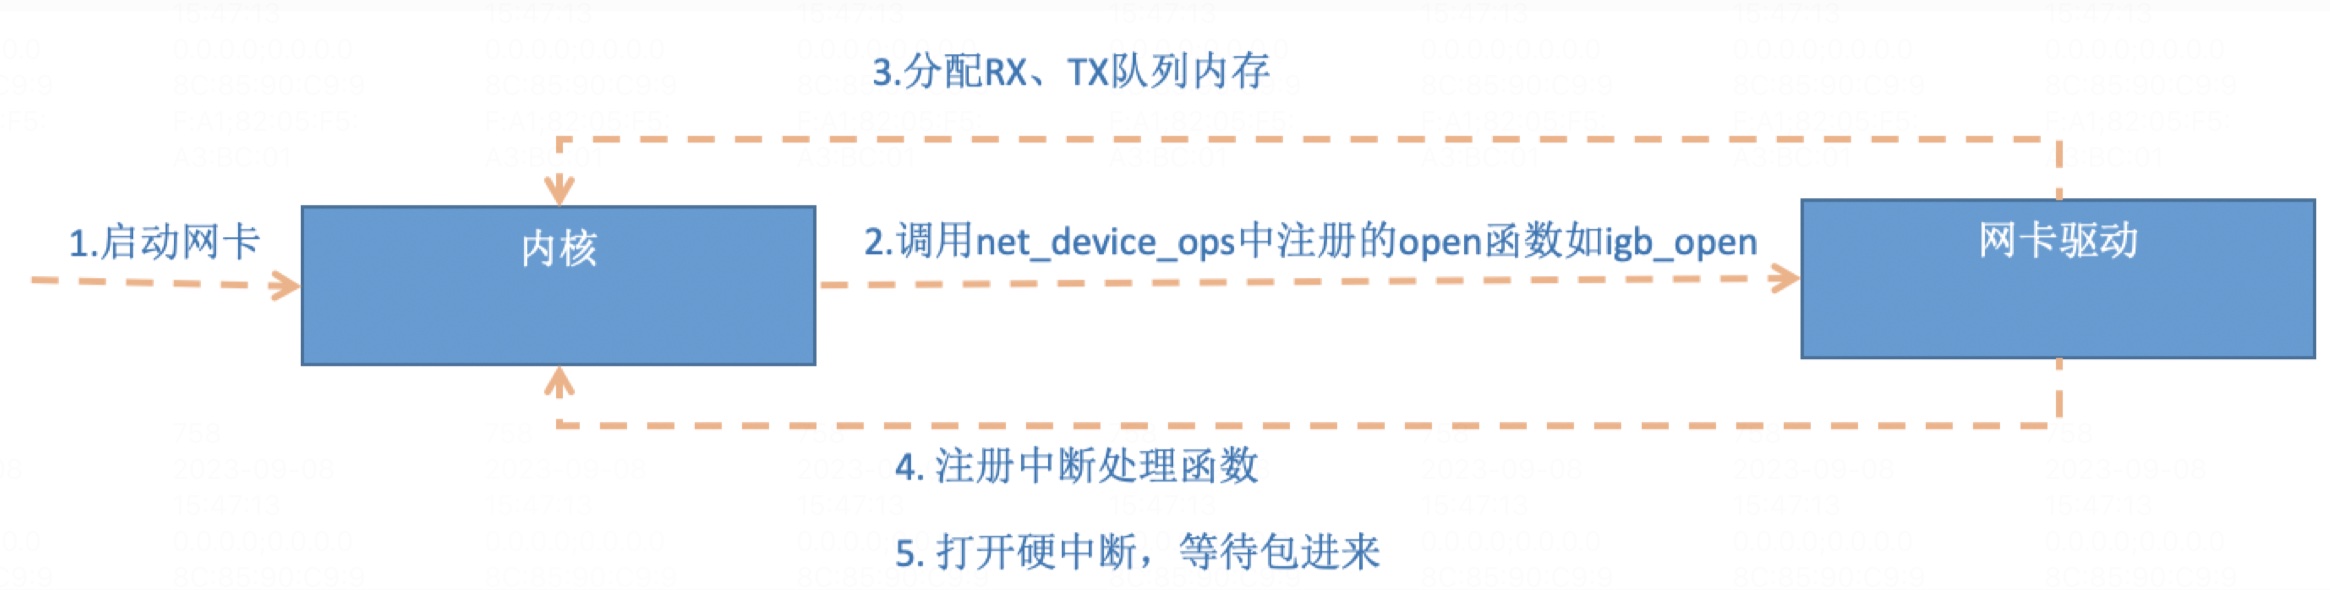 3.分配RX、TX队列内存
1.启动网卡
内核
2.调用net_device_ops中注册的open函数如igb_open
网卡驱动
4. 注册中断处理函数
5. 打开硬中断，等待包进来